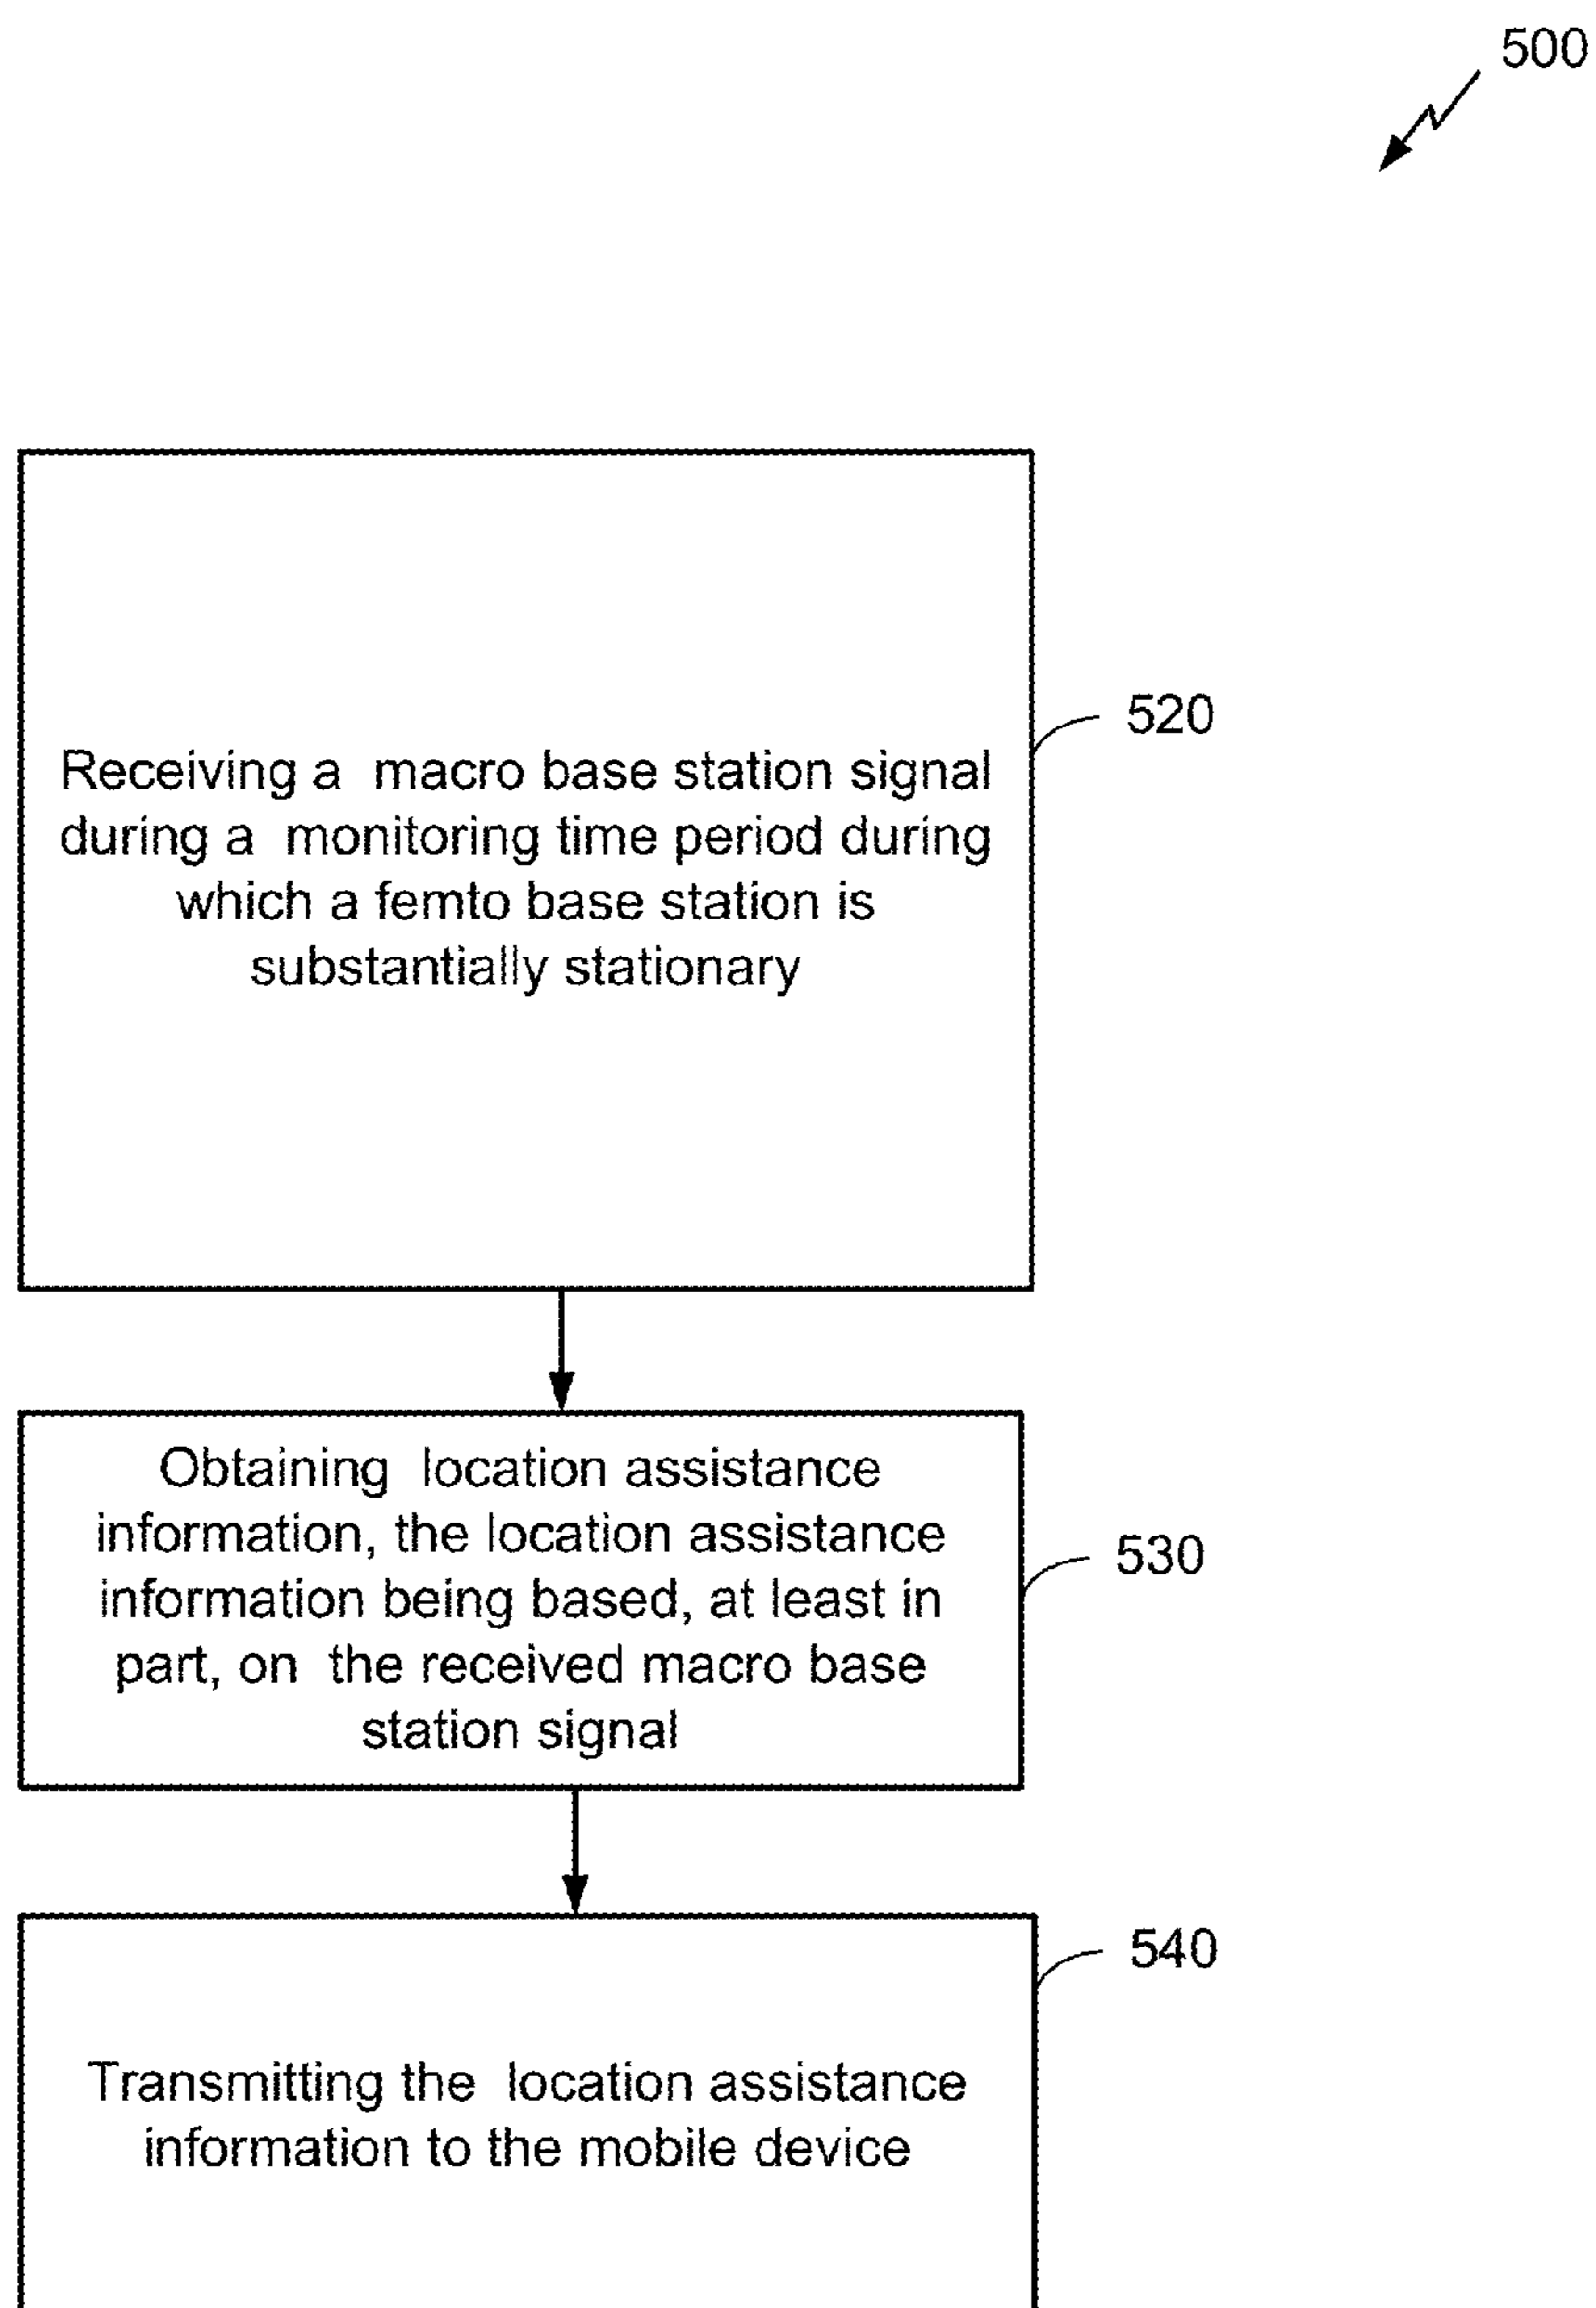 500
Receiving a macro base station signal
during a monitoring time period during
which a femto base station is
substantially stationary
520
Obtaining location assistance
information, the location assistance
information being based, at least in
part, on the received macro base
station signal
530
540
Transmitting the location assistance
information to the mobile device